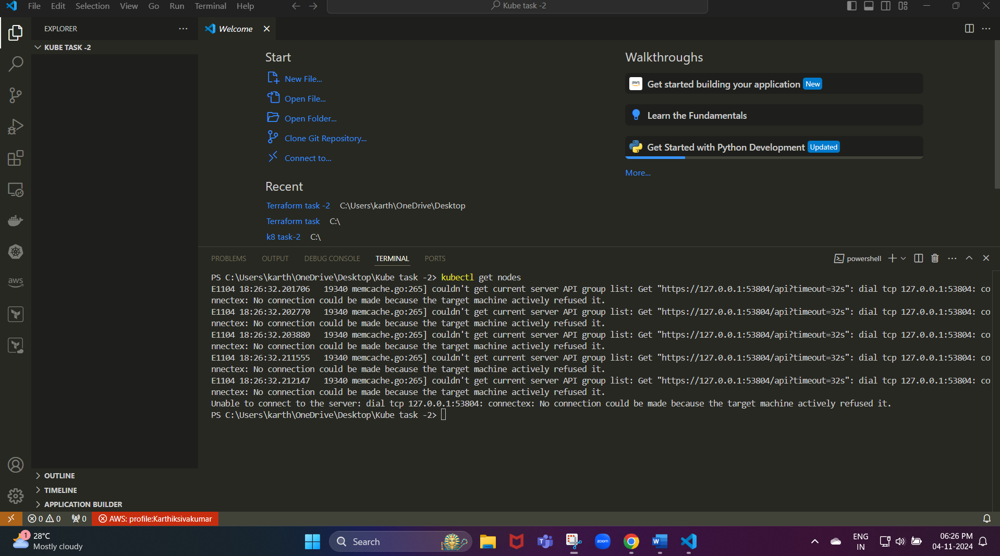 File Edit Selection View Go Run Terminal Help
Kube task -2
EXPLORER
KUBE TASK -2
Welcome
Start
New File...
Open File...
Open Folder...
Clone Git Repository...
Connect to...
Recent
Terraform task -2 C:\Users\karth\OneDrive\Desktop
Terraform task C:\
k8 task-2 C:\
Walkthroughs
aws Get started building your application New
Learn the Fundamentals
Get Started with Python Development Updated
More...
PROBLEMS OUTPUT DEBUG CONSOLE TERMINAL PORTS
powershell
PS C:\Users\karth\OneDrive\Desktop\Kube task -2> kubectl get nodes
E1104 18:26:32.201706   19340 memcache.go:265] couldn't get current server API group list: Get "https://127.0.0.1:53804/api?timeout=32s": dial tcp 127.0.0.1:53804: co
nnectex: No connection could be made because the target machine actively refused it.
E1104 18:26:32.202770   19340 memcache.go:265] couldn't get current server API group list: Get "https://127.0.0.1:53804/api?timeout=32s": dial tcp 127.0.0.1:53804: co
nnectex: No connection could be made because the target machine actively refused it.
E1104 18:26:32.203880   19340 memcache.go:265] couldn't get current server API group list: Get "https://127.0.0.1:53804/api?timeout=32s": dial tcp 127.0.0.1:53804: co
nnectex: No connection could be made because the target machine actively refused it.
E1104 18:26:32.211555   19340 memcache.go:265] couldn't get current server API group list: Get "https://127.0.0.1:53804/api?timeout=32s": dial tcp 127.0.0.1:53804: co
nnectex: No connection could be made because the target machine actively refused it.
E1104 18:26:32.212147   19340 memcache.go:265] couldn't get current server API group list: Get "https://127.0.0.1:53804/api?timeout=32s": dial tcp 127.0.0.1:53804: co
nnectex: No connection could be made because the target machine actively refused it.
Unable to connect to the server: dial tcp 127.0.0.1:53804: connectex: No connection could be made because the target machine actively refused it.
PS C:\Users\karth\OneDrive\Desktop\Kube task -2>
aws
OUTLINE
TIMELINE
APPLICATION BUILDER
0 0 0 AWS: profile:Karthiksivakumar
1
28°C
Mostly cloudy
Search
zoom
ENG
IN
06:26 PM
04-11-2024